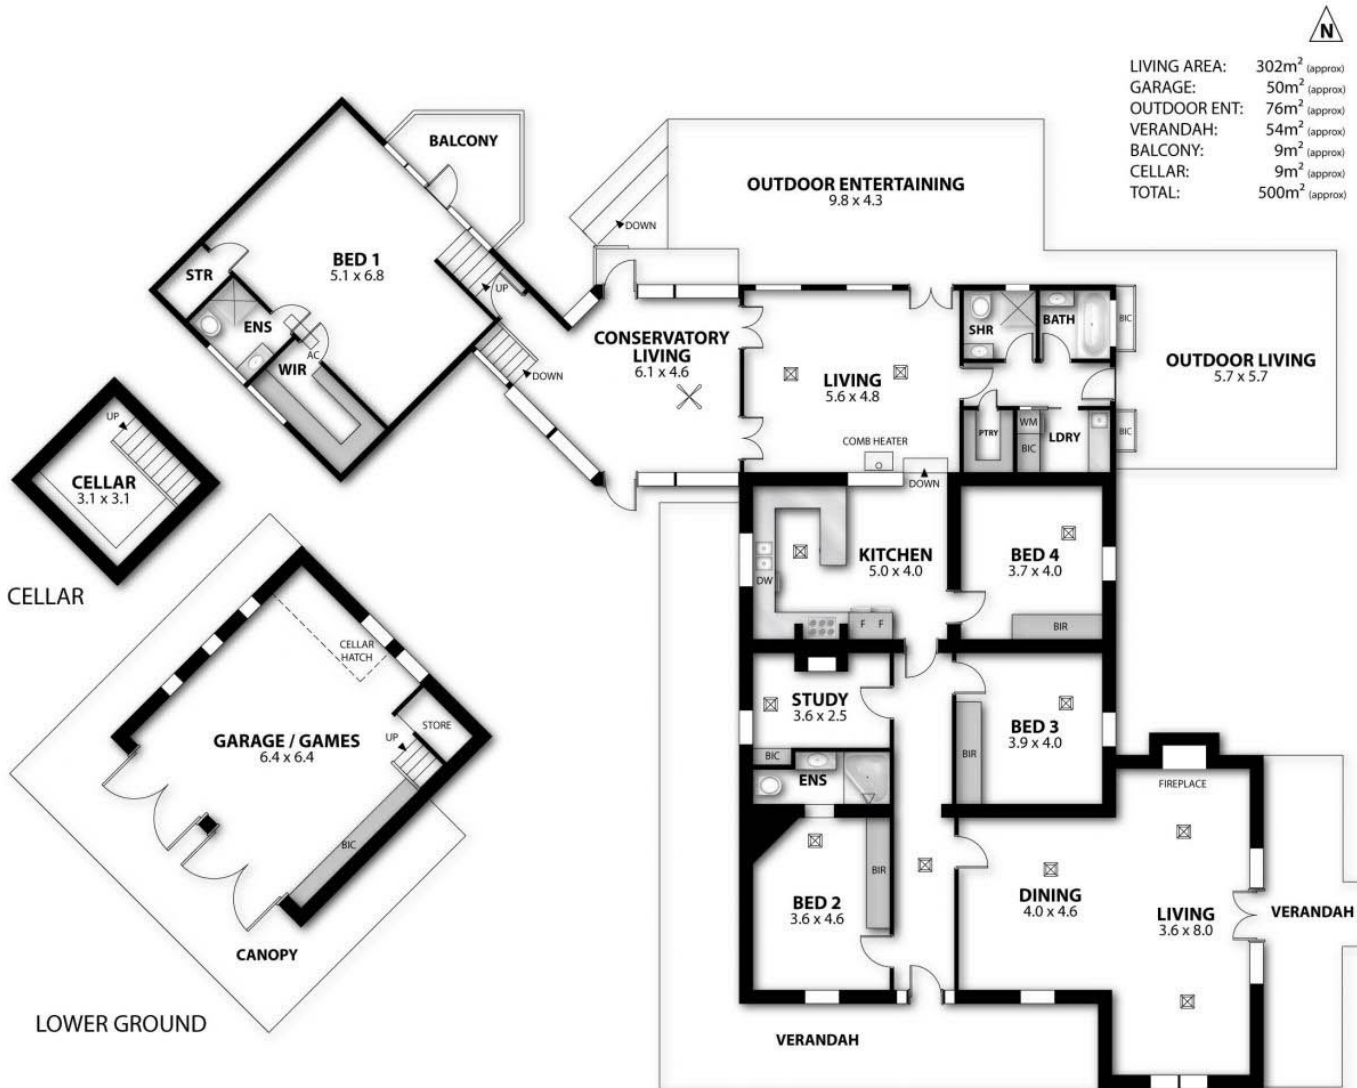 N
LIVING AREA: 302m² (approx)
GARAGE: 50m² (approx)
OUTDOOR ENT: 76m² (approx)
VERANDAH: 54m² (approx)
BALCONY: 9m² (approx)
CELLAR: 9m² (approx)
TOTAL: 500m² (approx)
BALCONY
OUTDOOR ENTERTAINING
9.8 x 4.3
DOWN
BED 1
5.1 x 6.8
STR
UP
ENS
AC
WIR
DOWN
CONSERVATORY
LIVING
6.1 x 4.6
LIVING
5.6 x 4.8
COMB HEATER
DOWN
SHR
BATH
BIC
PTRY
WM
BIC
LDRY
BIC
OUTDOOR LIVING
5.7 x 5.7
UP
CELLAR
3.1 x 3.1
CELLAR
KITCHEN
5.0 x 4.0
DW
F F
BED 4
3.7 x 4.0
BIR
CELLAR
HATCH
STORE
UP
GARAGE / GAMES
6.4 x 6.4
BIC
CANOPY
LOWER GROUND
STUDY
3.6 x 2.5
BIC
ENS
BED 3
3.9 x 4.0
BIR
BED 2
3.6 x 4.6
BIR
FIREPLACE
DINING
4.0 x 4.6
LIVING
3.6 x 8.0
VERANDAH
VERANDAH